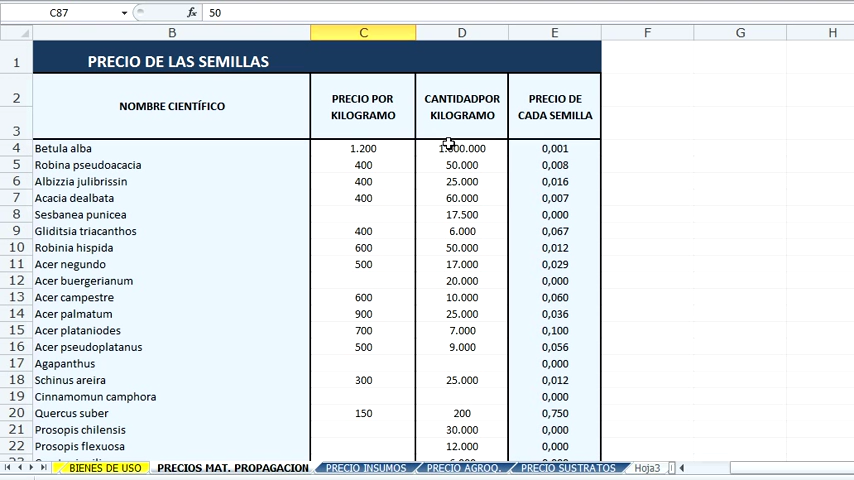 C87 fx 50
B C D E F G H
1 PRECIO DE LAS SEMILLAS
2 NOMBRE CIENTÍFICO PRECIO POR KILOGRAMO CANTIDADPOR KILOGRAMO PRECIO DE CADA SEMILLA
3
4 Betula alba 1.200 0,001
5 Robina pseudoacacia 400 50.000 0,008
6 Albizzia julibrissin 400 25.000 0,016
7 Acacia dealbata 400 60.000 0,007
8 Sesbanea punicea 17.500 0,000
9 Gliditsia triacanthos 400 6.000 0,067
10 Robinia hispida 600 50.000 0,012
11 Acer negundo 500 17.000 0,029
12 Acer buergerianum 20.000 0,000
13 Acer campestre 600 10.000 0,060
14 Acer palmatum 900 25.000 0,036
15 Acer plataniodes 700 7.000 0,100
16 Acer pseudoplatanus 500 9.000 0,056
17 Agapanthus 0,000
18 Schinus areira 300 25.000 0,012
19 Cinnamomun camphora 0,000
20 Quercus suber 150 200 0,750
21 Prosopis chilensis 30.000 0,000
22 Prosopis flexuosa 12.000 0,000
BIENES DE USO PRECIOS MAT. PROPAGACION PRECIO INSUMOS PRECIO AGROQ. PRECIO SUSTRATOS Hoja3